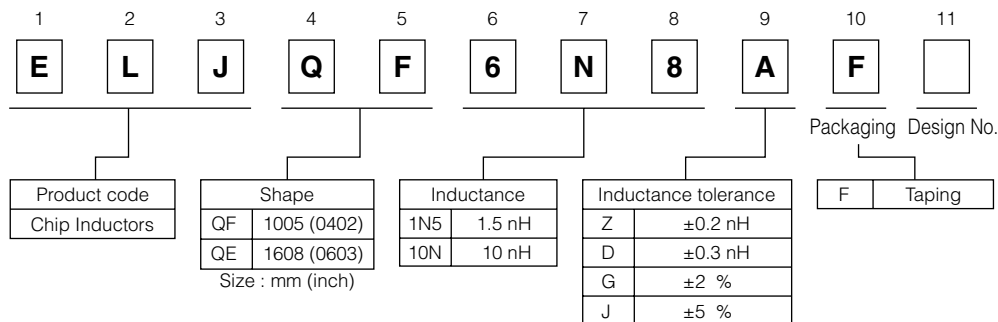 1 2 3 4 5 6 7 8 9 10 11
E L J Q F 6 N 8 A F
Packaging Design No.
Product code
Chip Inductors
Shape
QF 1005 (0402)
QE 1608 (0603)
Size : mm (inch)
Inductance
1N5 1.5 nH
10N 10 nH
Inductance tolerance
Z ±0.2 nH
D ±0.3 nH
G ±2 %
J ±5 %
F Taping